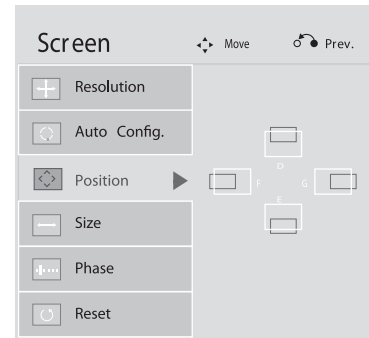 Screen
Move
Prev.
Resolution
Auto Config.
Position
Size
Phase
Reset
D
F G
E